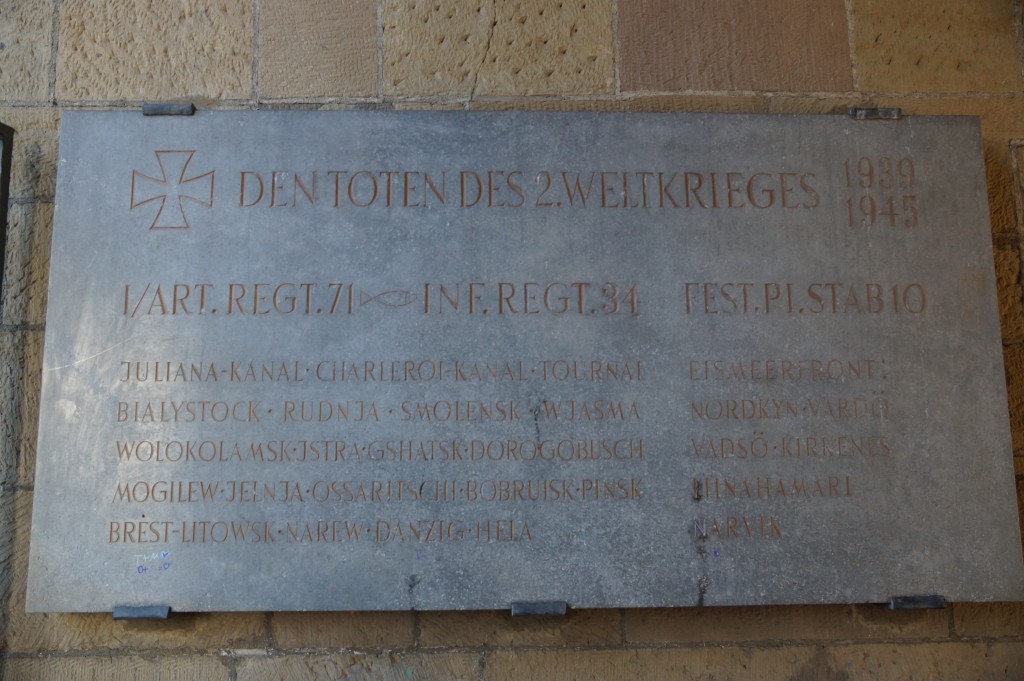 DEN TOTEN DES 2. WELTKRIEGES 1939 1945
I/ART. REGT. 71 INF. REGT. 34 FEST. PI. STAB 10
JULIANA-KANAL · CHARLEROI-KANAL · TOURNAI
BIALYSTOCK · RUDNJA · SMOLENSK · WJASMA
WOLOKOLAMSK · JSTRA · GSHATSK · DOROGOBUSCH
MOGILEW · JELNJA · OSSARITSCHI · BOBRUISK · PINSK
BREST-LITOWSK · NAREW · DANZIG · HELA
EISMEERFRONT:
NORDKYN · VARDÖ
VADSÖ · KIRKENES
LIINAHAMARI
NARVIK